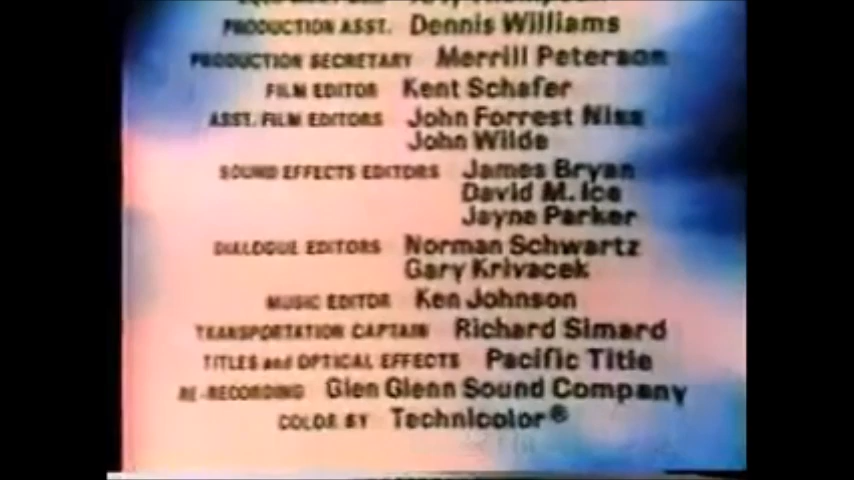 PRODUCTION ASST. Dennis Williams
PRODUCTION SECRETARY Merrill Peterson
FILM EDITOR Kent Schafer
ASST. FILM EDITORS John Forrest Niss
John Wilde
SOUND EFFECTS EDITORS James Bryan
David M. Ice
Jayne Parker
DIALOGUE EDITORS Norman Schwartz
Gary Krivacek
MUSIC EDITOR Ken Johnson
TRANSPORTATION CAPTAIN Richard Simard
TITLES and OPTICAL EFFECTS Pacific Title
RE-RECORDING Glen Glenn Sound Company
COLOR BY Technicolor®